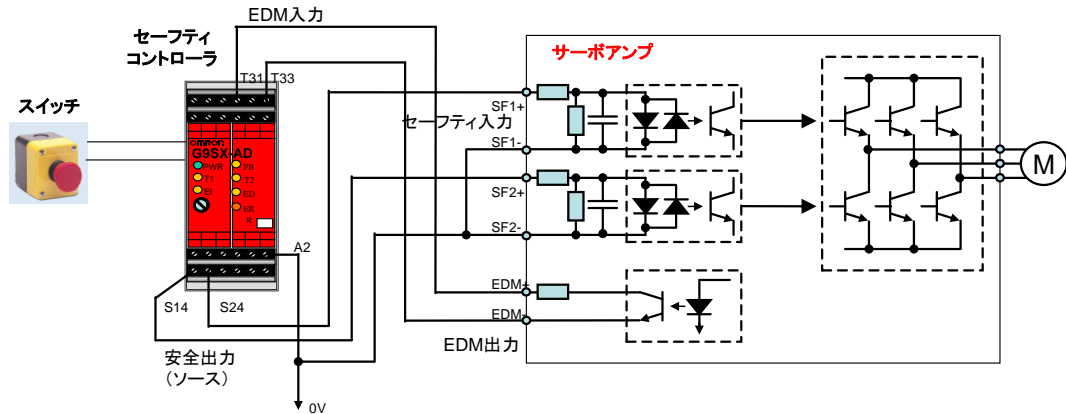 EDM入力
セーフティ
コントローラ
サーボアンプ
T31 T33
スイッチ
SF1+
セーフティ入力
SF1-
omron
G9SX-AD
PWR FB
T1 T2
EI ED
ER
R
SF2+
SF2-
M
A2
S14 S24
EDM+
EDM-
EDM出力
安全出力
(ソース)
0V